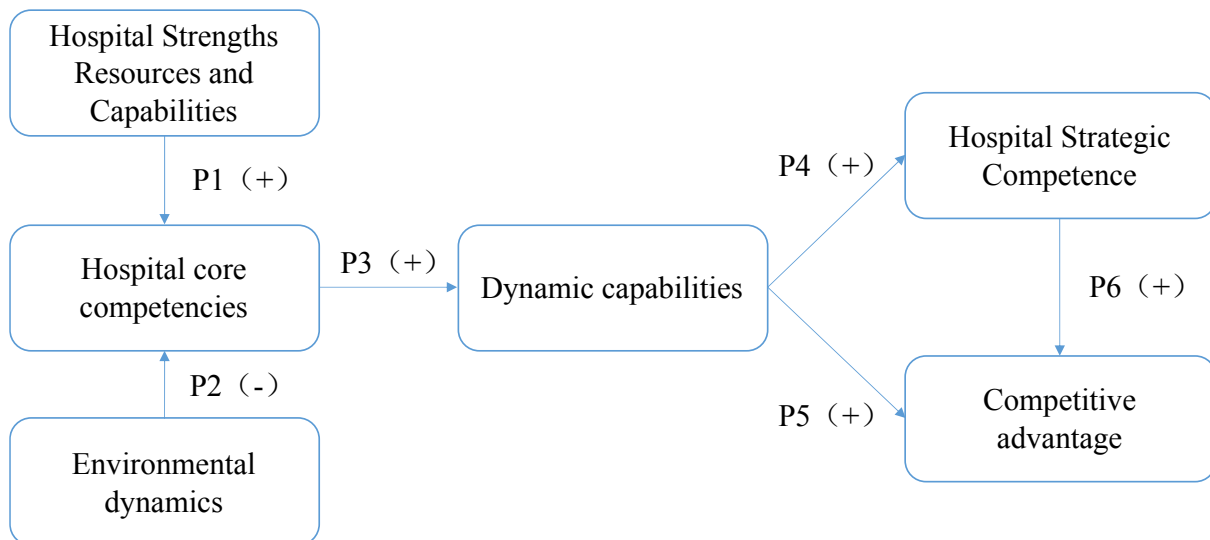 Hospital Strengths
Resources and
Capabilities
P1（+）
Hospital core
competencies
P2（-）
Environmental
dynamics
P3（+）
Dynamic capabilities
P4（+）
P5（+）
Hospital Strategic
Competence
P6（+）
Competitive
advantage